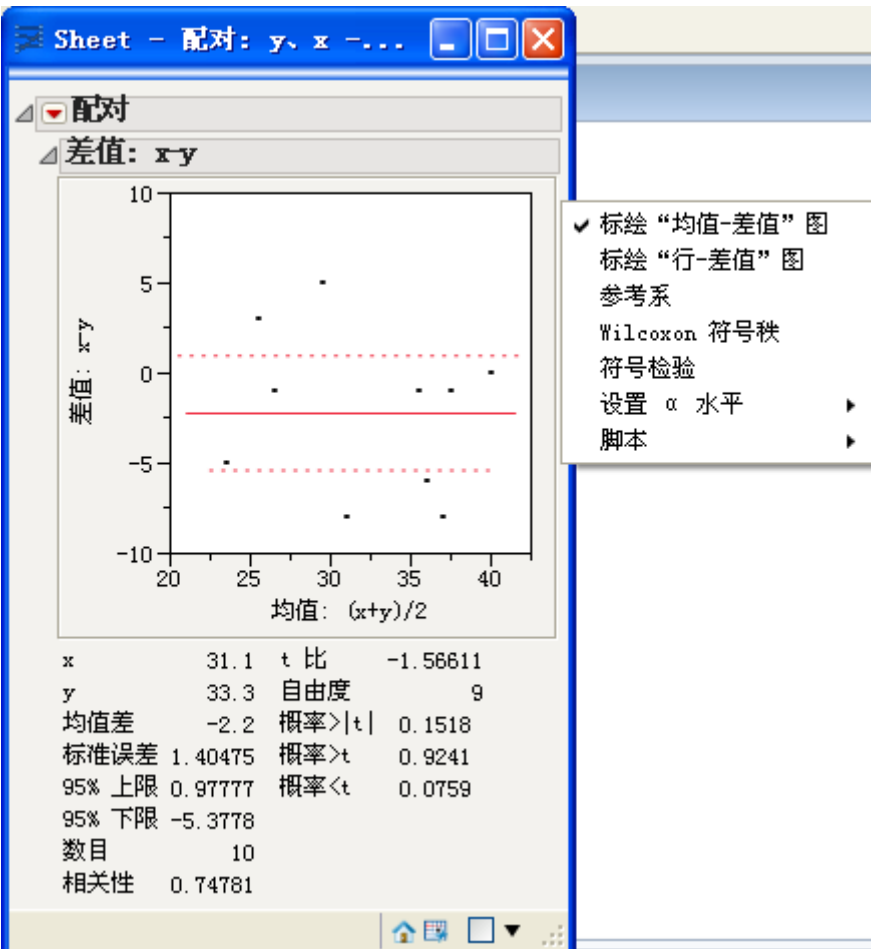 Sheet - 配对: y、x -...
配对
差值: x-y
10
5
0
-5
-10
差值: x-y
20 25 30 35 40
均值: (x+y)/2
x 31.1 t 比 -1.56611
y 33.3 自由度 9
均值差 -2.2 概率>|t| 0.1518
标准误差 1.40475 概率>t 0.9241
95% 上限 0.97777 概率<t 0.0759
95% 下限 -5.3778
数目 10
相关性 0.74781
标绘“均值-差值”图
标绘“行-差值”图
参考系
Wilcoxon 符号秩
符号检验
设置 α 水平
脚本